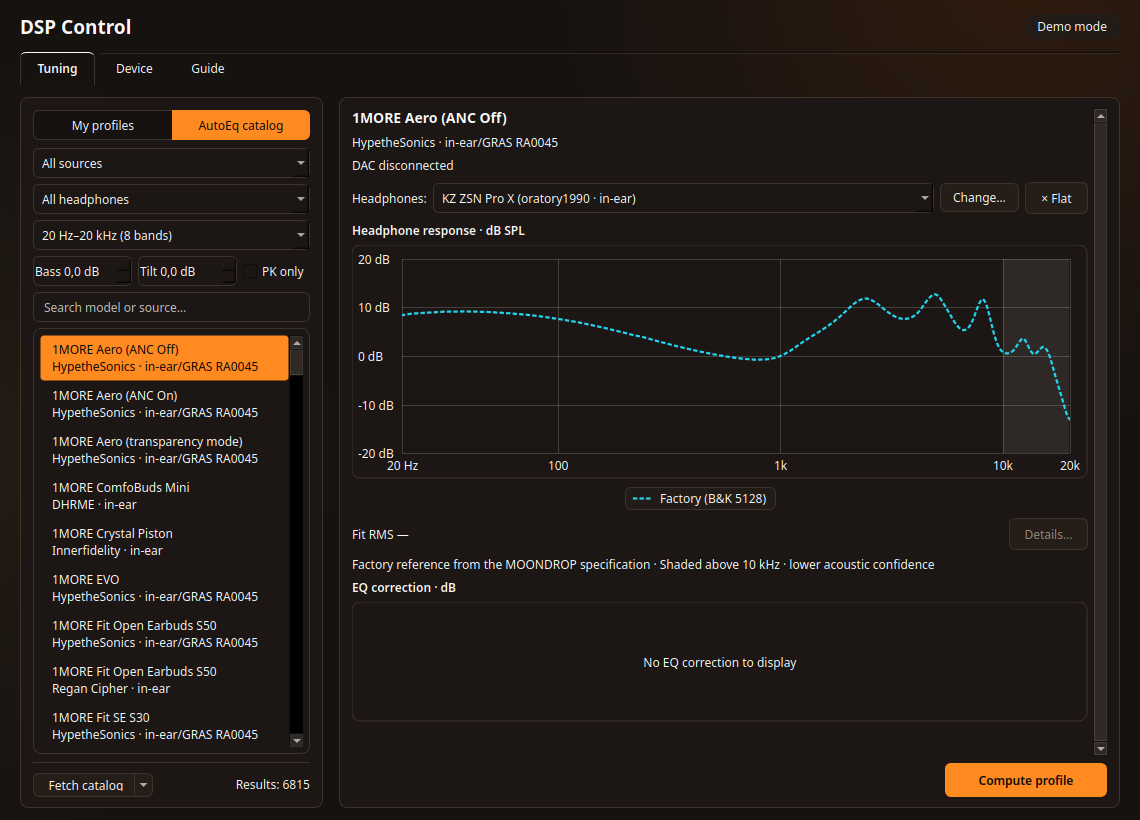 DSP Control
Demo mode
Tuning
Device
Guide
My profiles
AutoEq catalog
All sources
All headphones
20 Hz–20 kHz (8 bands)
Bass 0,0 dB
Tilt 0,0 dB
PK only
Search model or source...
1MORE Aero (ANC Off)
HypetheSonics · in-ear/GRAS RA0045
1MORE Aero (ANC On)
HypetheSonics · in-ear/GRAS RA0045
1MORE Aero (transparency mode)
HypetheSonics · in-ear/GRAS RA0045
1MORE ComfoBuds Mini
DHRME · in-ear
1MORE Crystal Piston
Innerfidelity · in-ear
1MORE EVO
HypetheSonics · in-ear/GRAS RA0045
1MORE Fit Open Earbuds S50
HypetheSonics · in-ear/GRAS RA0045
1MORE Fit Open Earbuds S50
Regan Cipher · in-ear
1MORE Fit SE S30
HypetheSonics · in-ear/GRAS RA0045
Fetch catalog
Results: 6815
1MORE Aero (ANC Off)
HypetheSonics · in-ear/GRAS RA0045
DAC disconnected
Headphones:
KZ ZSN Pro X (oratory1990 · in-ear)
Change...
× Flat
Headphone response · dB SPL
20 dB
10 dB
0 dB
-10 dB
-20 dB
20 Hz
100
1k
10k
20k
Factory (B&K 5128)
Fit RMS —
Details...
Factory reference from the MOONDROP specification · Shaded above 10 kHz · lower acoustic confidence
EQ correction · dB
No EQ correction to display
Compute profile